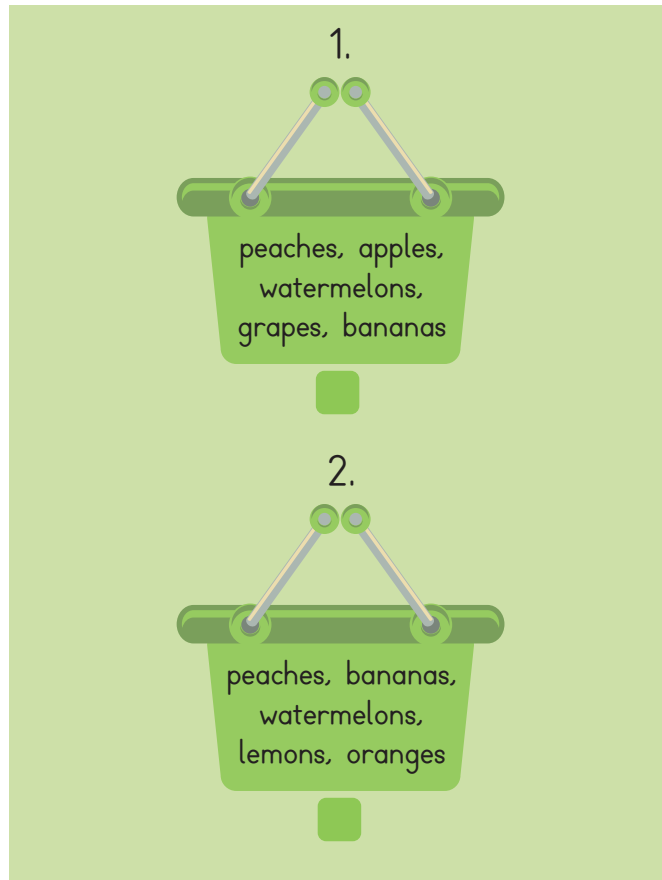 1.
peaches, apples,
watermelons,
grapes, bananas
2.
peaches, bananas,
watermelons,
lemons, oranges